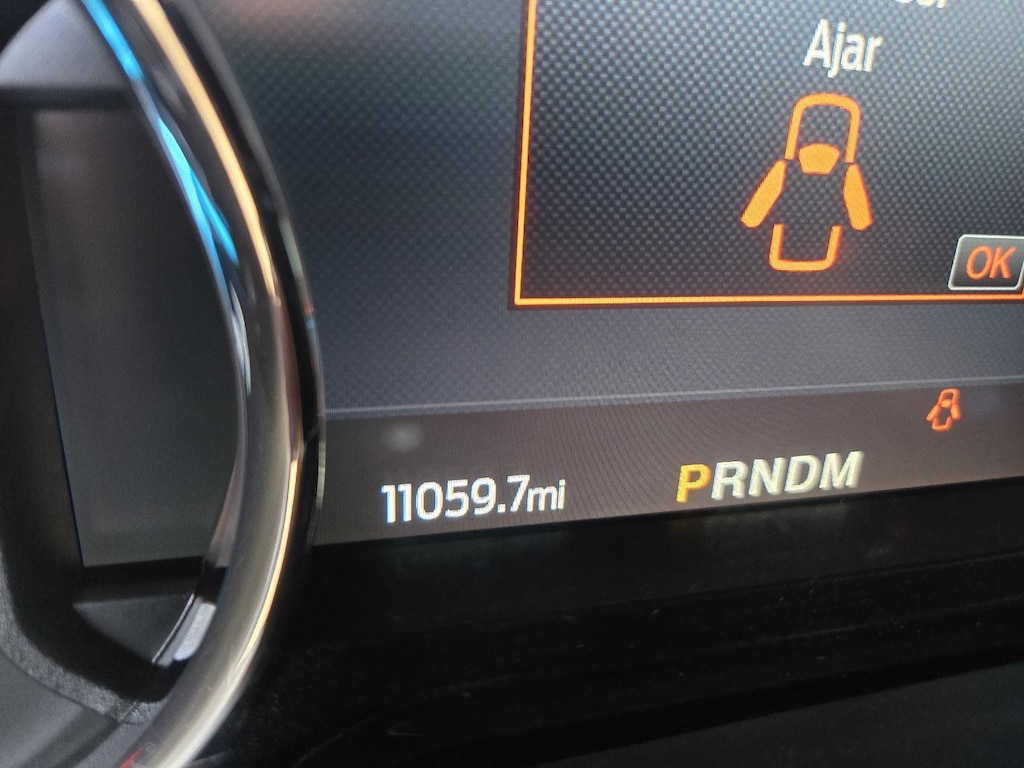 Ajar
OK
11059.7mi
PRNDM